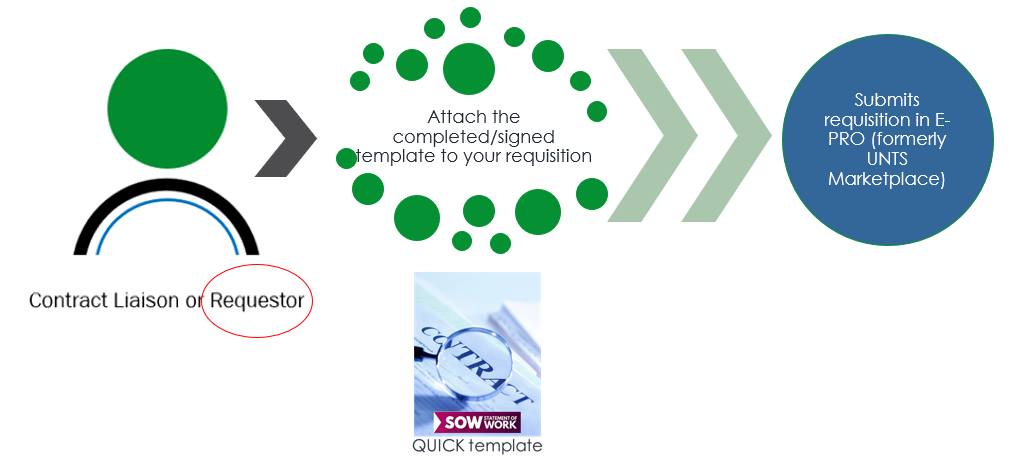 Attach the
completed/signed
template to your requisition
Submits
requisition in E-
PRO (formerly
UNTS
Marketplace)
Contract Liaison or Requestor
CONTRACT
SOW STATEMENT OF
WORK
QUICK template